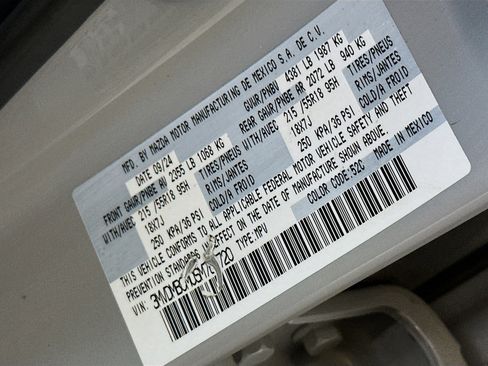 MFD. BY MAZDA MOTOR MANUFACTURING DE MEXICO S.A. DE C.V.
DATE 09/24 GVWR/PNBV 4381 LB 1987 KG
FRONT GAWR/PNBE AV 2355 LB 1068 KG REAR GAWR/PNBE AR 2072 LB 940 KG
WITH/AVEC 215 /55R18 95H TIRES/PNEUS WITH/AVEC 215 /55R18 95H TIRES/PNEUS
18X7J RIMS/JANTES 18X7J RIMS/JANTES
250 KPA/36 PSI COLD/A FROID 250 KPA/36 PSI COLD/A FROID
THIS VEHICLE CONFORMS TO ALL APPLICABLE FEDERAL MOTOR VEHICLE SAFETY AND THEFT
PREVENTION STANDARDS IN EFFECT ON THE DATE OF MANUFACTURE SHOWN ABOVE.
VIN: TYPE:MPV COLOR CODE:52C MADE IN MEXICO